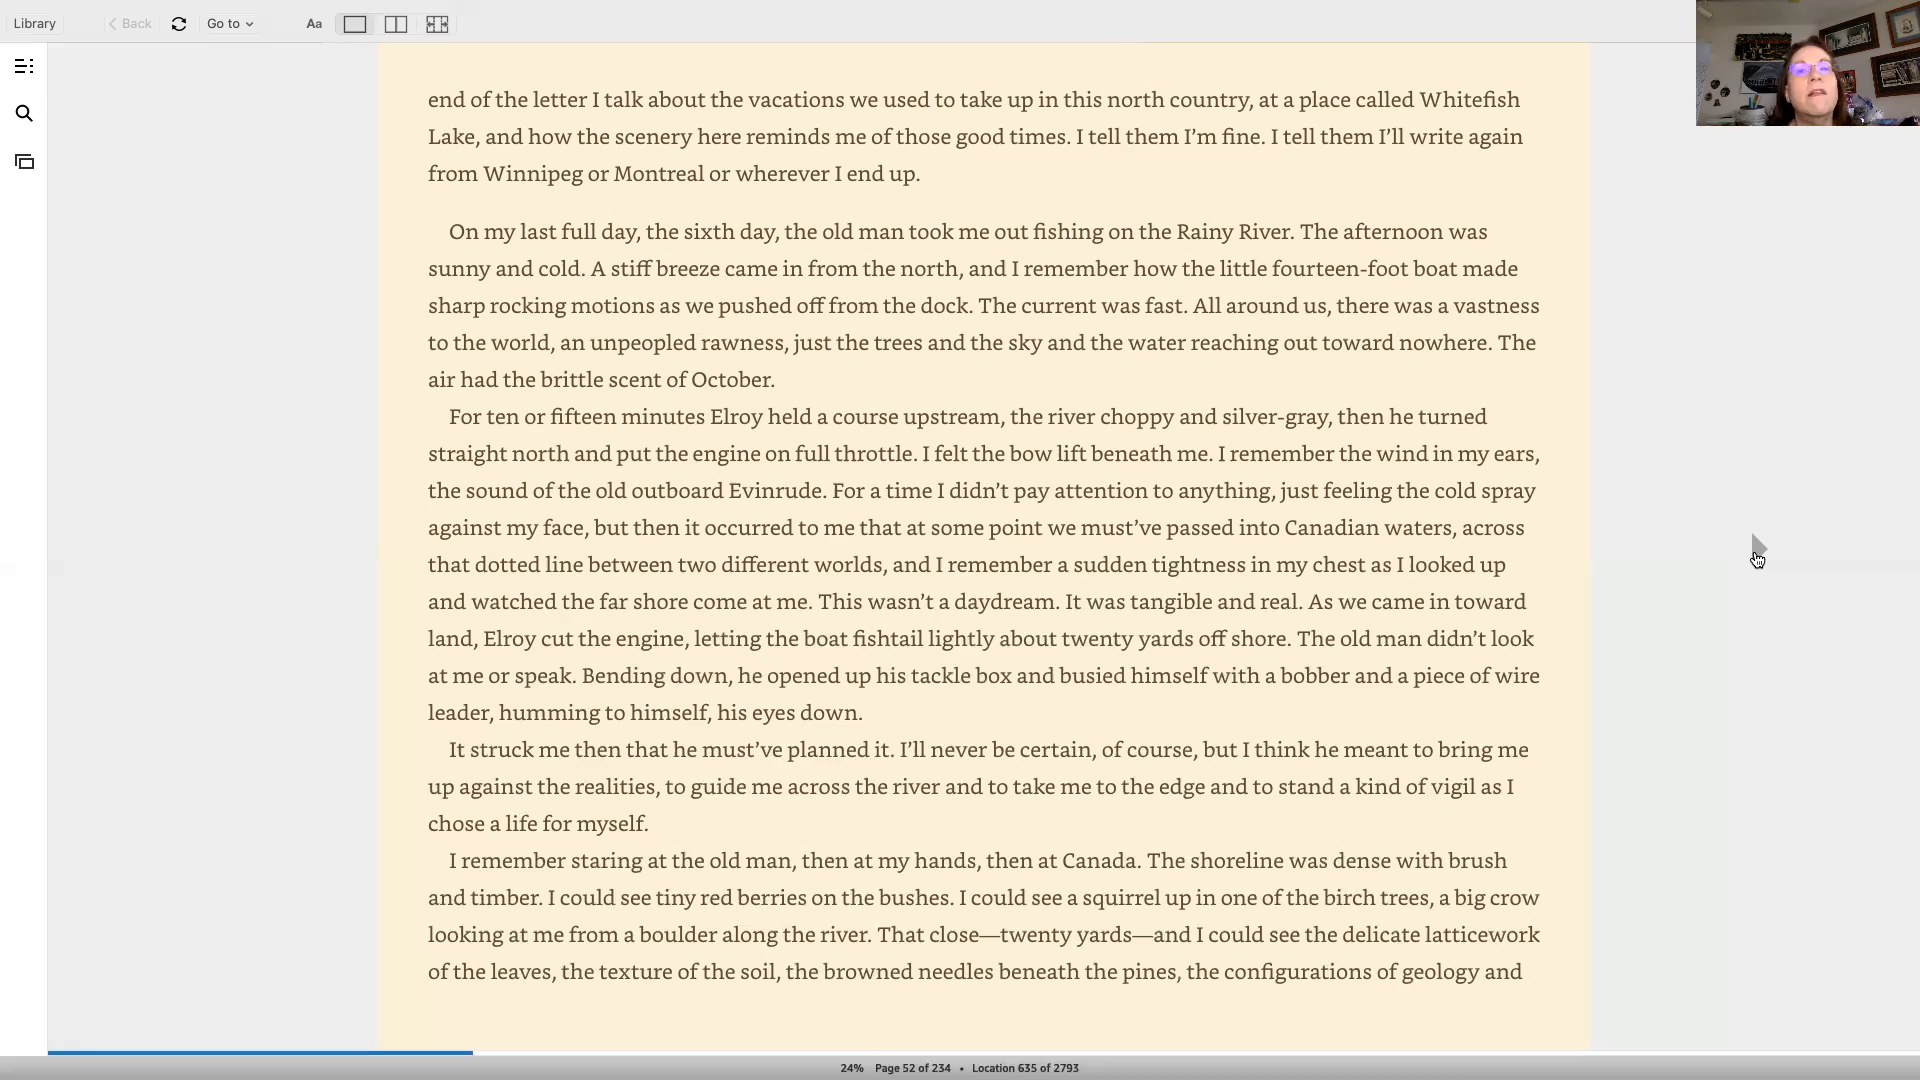 Library
Back
Go to
Aa
end of the letter I talk about the vacations we used to take up in this north country, at a place called Whitefish
Lake, and how the scenery here reminds me of those good times. I tell them I’m fine. I tell them I’ll write again
from Winnipeg or Montreal or wherever I end up.
On my last full day, the sixth day, the old man took me out fishing on the Rainy River. The afternoon was
sunny and cold. A stiff breeze came in from the north, and I remember how the little fourteen-foot boat made
sharp rocking motions as we pushed off from the dock. The current was fast. All around us, there was a vastness
to the world, an unpeopled rawness, just the trees and the sky and the water reaching out toward nowhere. The
air had the brittle scent of October.
For ten or fifteen minutes Elroy held a course upstream, the river choppy and silver-gray, then he turned
straight north and put the engine on full throttle. I felt the bow lift beneath me. I remember the wind in my ears,
the sound of the old outboard Evinrude. For a time I didn’t pay attention to anything, just feeling the cold spray
against my face, but then it occurred to me that at some point we must’ve passed into Canadian waters, across
that dotted line between two different worlds, and I remember a sudden tightness in my chest as I looked up
and watched the far shore come at me. This wasn’t a daydream. It was tangible and real. As we came in toward
land, Elroy cut the engine, letting the boat fishtail lightly about twenty yards off shore. The old man didn’t look
at me or speak. Bending down, he opened up his tackle box and busied himself with a bobber and a piece of wire
leader, humming to himself, his eyes down.
It struck me then that he must’ve planned it. I’ll never be certain, of course, but I think he meant to bring me
up against the realities, to guide me across the river and to take me to the edge and to stand a kind of vigil as I
chose a life for myself.
I remember staring at the old man, then at my hands, then at Canada. The shoreline was dense with brush
and timber. I could see tiny red berries on the bushes. I could see a squirrel up in one of the birch trees, a big crow
looking at me from a boulder along the river. That close—twenty yards—and I could see the delicate latticework
of the leaves, the texture of the soil, the browned needles beneath the pines, the configurations of geology and
24% Page 52 of 234 • Location 635 of 2793